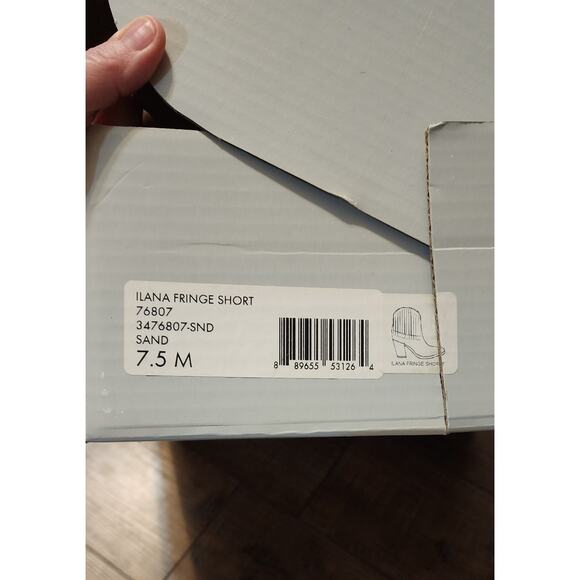 ILANA FRINGE SHORT
76807
3476807-SND
SAND
7.5 M
8 89655 53126 4
ILANA FRINGE SHORT